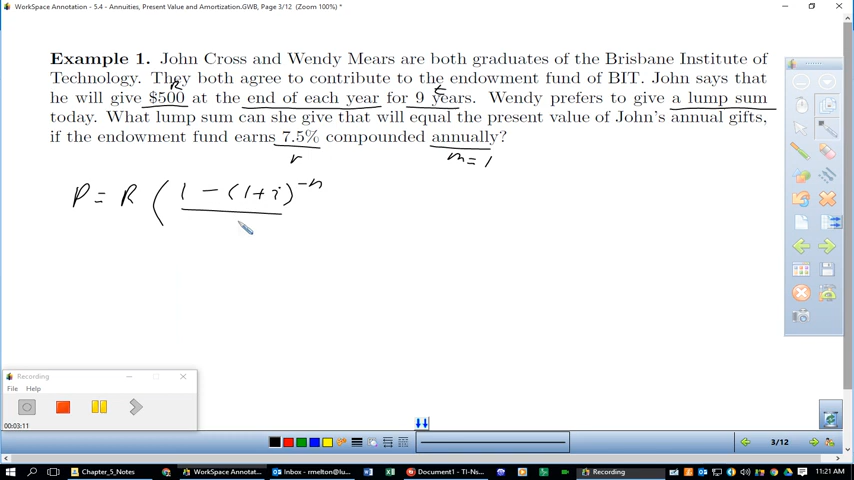 WorkSpace Annotation - 5.4 - Annuities, Present Value and Amortization.GWB, Page 3/12 (Zoom 100%) *
Example 1. John Cross and Wendy Mears are both graduates of the Brisbane Institute of
Technology. They both agree to contribute to the endowment fund of BIT. John says that
R t
he will give $500 at the end of each year for 9 years. Wendy prefers to give a lump sum
today. What lump sum can she give that will equal the present value of John's annual gifts,
if the endowment fund earns 7.5% compounded annually?
r m = 1
P = R ( 1 - (1+i)^-n
Recording
File Help
00:03:11
3/12
Chapter_5_Notes
WorkSpace Annotat...
Inbox - rmelton@lu...
Document1 - TI-Ns...
Recording
11:21 AM